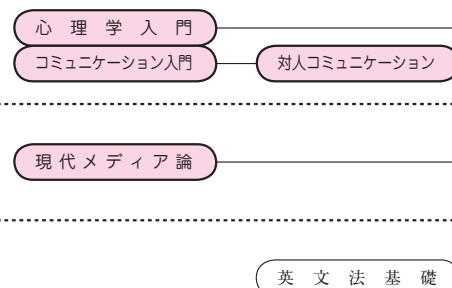 心理学入門
コミュニケーション入門
対人コミュニケーション
現代メディア論
英文法基礎